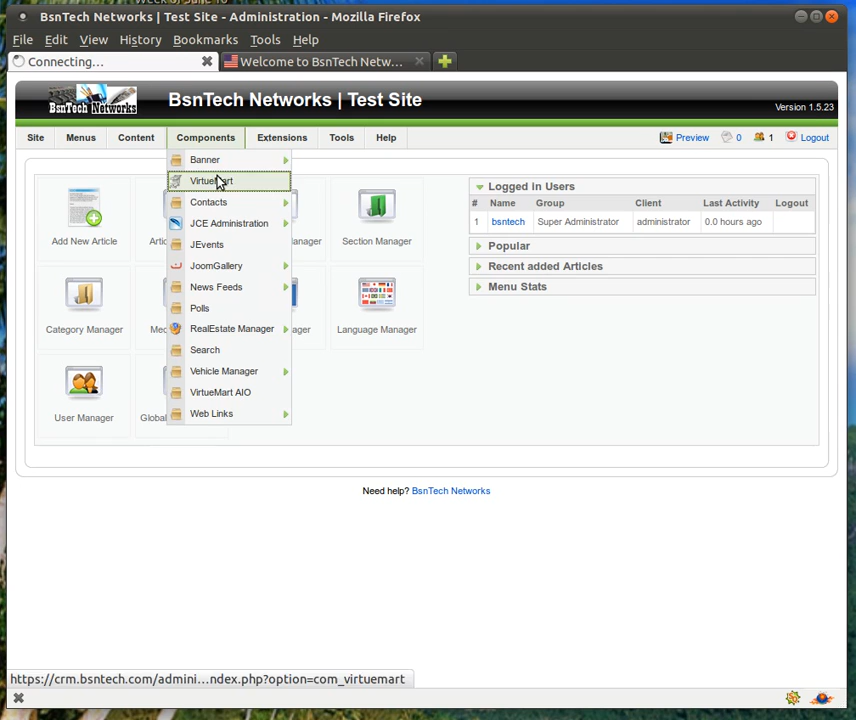 BsnTech Networks | Test Site - Administration - Mozilla Firefox
File Edit View History Bookmarks Tools Help
Connecting... Welcome to BsnTech Netw...
BsnTech Networks BsnTech Networks | Test Site
Version 1.5.23
Site Menus Content Components Extensions Tools Help Preview 0 1 Logout
Banner
VirtueMart
Contacts
JCE Administration
JEvents
JoomGallery
News Feeds
Polls
RealEstate Manager
Search
Vehicle Manager
VirtueMart AIO
Web Links
Add New Article
Section Manager
Category Manager
Language Manager
User Manager
Global
Logged in Users
# Name Group Client Last Activity Logout
1 bsntech Super Administrator administrator 0.0 hours ago
Popular
Recent added Articles
Menu Stats
Need help? BsnTech Networks
https://crm.bsntech.com/admini...ndex.php?option=com_virtuemart